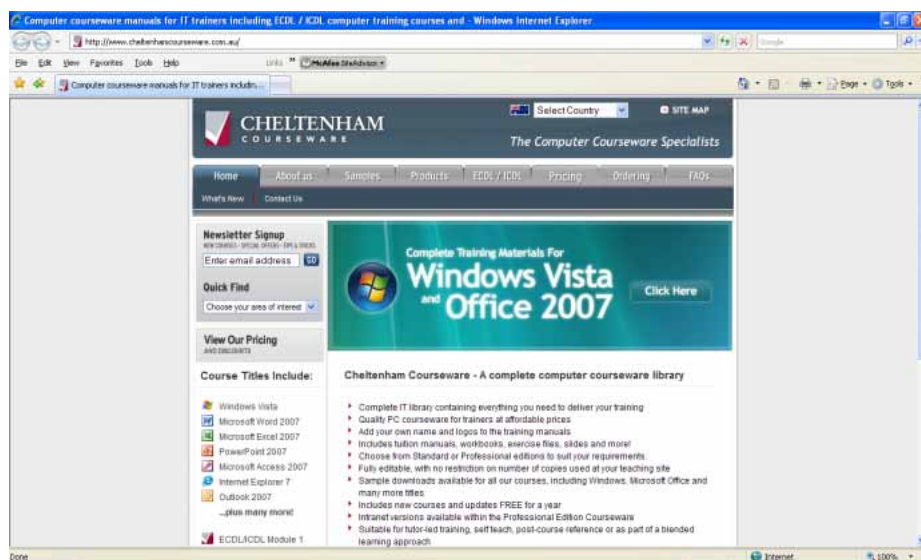 Computer courseware manuals for IT trainers including ECDL / ICDL computer training courses and - Windows Internet Explorer
http://www.cheltenhamcourseware.com.au/
Google
File Edit View Favorites Tools Help
Links » McAfee SiteAdvisor
Computer courseware manuals for IT trainers includin...
Page Tools
CHELTENHAM
COURSEWARE
Select Country
SITE MAP
The Computer Courseware Specialists
Home About us Samples Products ECDL / ICDL Pricing Ordering FAQs
What's New Contact Us
Newsletter Signup
NEW COURSES - SPECIAL OFFERS - TIPS & TRICKS
Enter email address GO
Quick Find
Choose your area of interest
View Our Pricing
AND DISCOUNTS
Complete Training Materials For
Windows Vista
and Office 2007
Click Here
Course Titles Include:
Windows Vista
Microsoft Word 2007
Microsoft Excel 2007
PowerPoint 2007
Microsoft Access 2007
Internet Explorer 7
Outlook 2007
...plus many more!
ECDL/ICDL Module 1
Cheltenham Courseware - A complete computer courseware library
Complete IT library containing everything you need to deliver your training
Quality PC courseware for trainers at affordable prices
Add your own name and logos to the training manuals
Includes tuition manuals, workbooks, exercise files, slides and more!
Choose from Standard or Professional editions to suit your requirements.
Fully editable, with no restriction on number of copies used at your teaching site
Sample downloads available for all our courses, including Windows, Microsoft Office and
many more titles
Includes new courses and updates FREE for a year
Intranet versions available within the Professional Edition Courseware
Suitable for tutor-led training, self teach, post-course reference or as part of a blended
learning approach
Done
Internet
100%